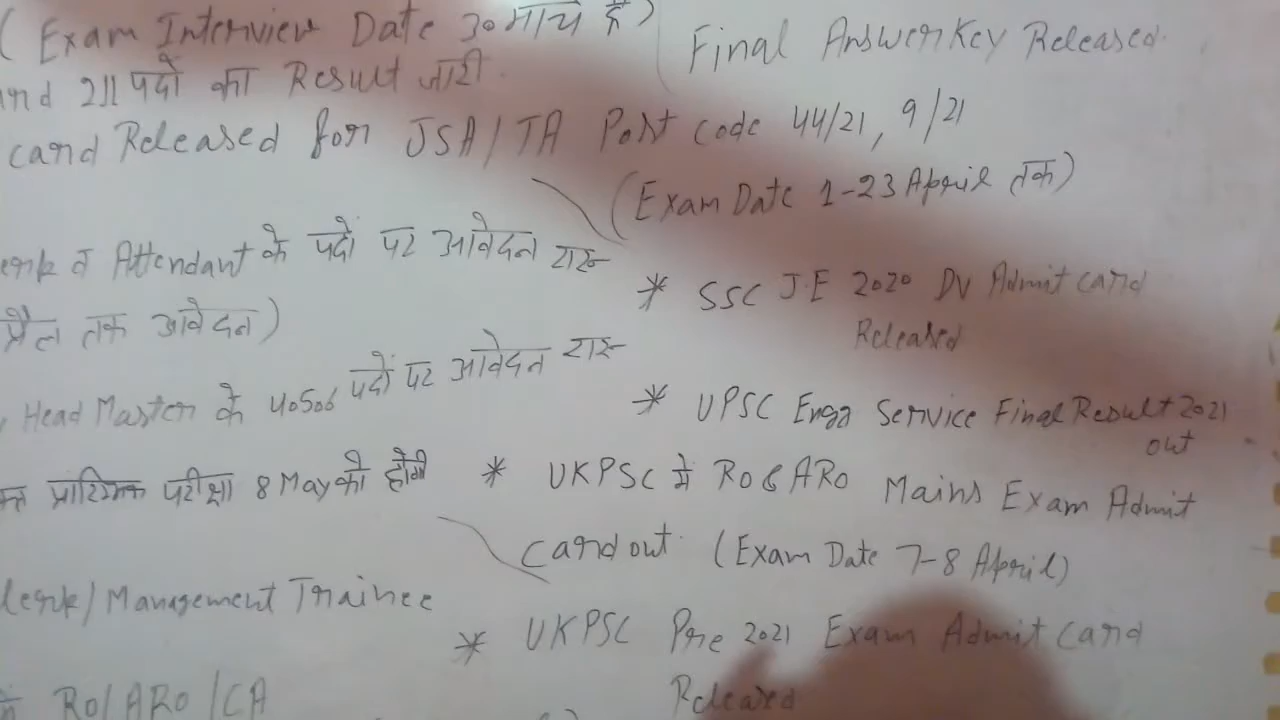 ( Exam Interview Date 30 मार्च है )
Final Answer Key Released.
211 पदो का Result जारी
card Released for JSA/TA Post code 44/21, 9/21
(Exam Date 1-23 April तक)
व Attendant के पदो पर आवेदन शुरू
* SSC J.E 2020 DV Admit card
Released
तक आवेदन)
Head Master के 40506 पदो पर आवेदन शुरू
* UPSC Engg Service Final Result 2021
out
परीक्षा 8 May को होगी
* UKPSC मे RO & ARO Mains Exam Admit
card out. (Exam Date 7-8 April)
/Management Trainee
* UKPSC Pre 2021 Exam Admit card
Released
RO/ARO/CA